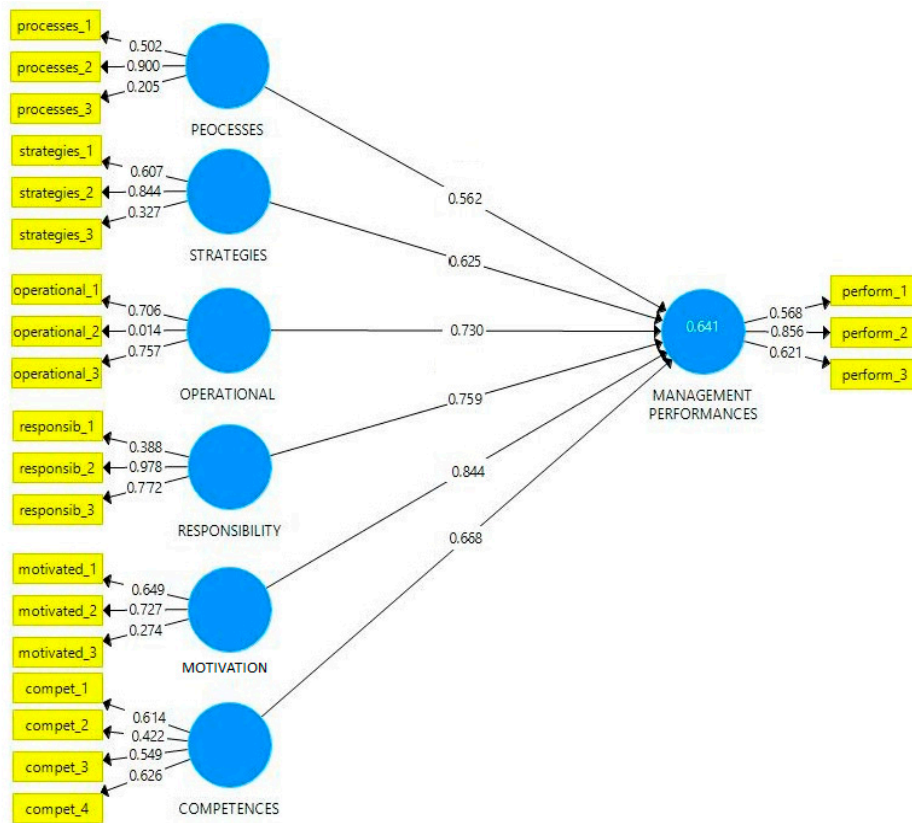 processes_1
0.502
processes_2
0.900
processes_3
0.205
PEOCESSES
strategies_1
0.607
strategies_2
0.844
strategies_3
0.327
STRATEGIES
operational_1
0.706
operational_2
0.014
operational_3
0.757
OPERATIONAL
responsib_1
0.388
responsib_2
0.978
responsib_3
0.772
RESPONSIBILITY
motivated_1
0.649
motivated_2
0.727
motivated_3
0.274
MOTIVATION
compet_1
0.614
compet_2
0.422
compet_3
0.549
compet_4
0.626
COMPETENCES
0.562
0.625
0.730
0.759
0.844
0.668
0.641
MANAGEMENT
PERFORMANCES
0.568
perform_1
0.856
perform_2
0.621
perform_3